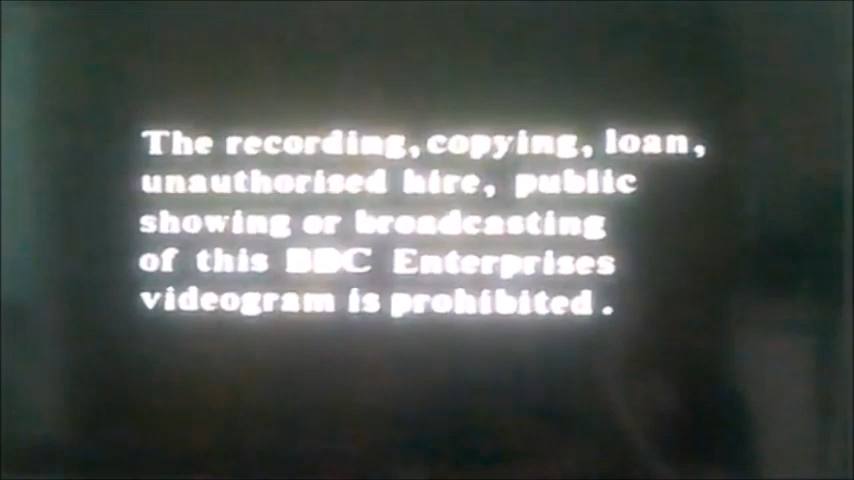 The recording, copying, loan,
unauthorised hire, public
showing or broadcasting
of this BBC Enterprises
videogram is prohibited.